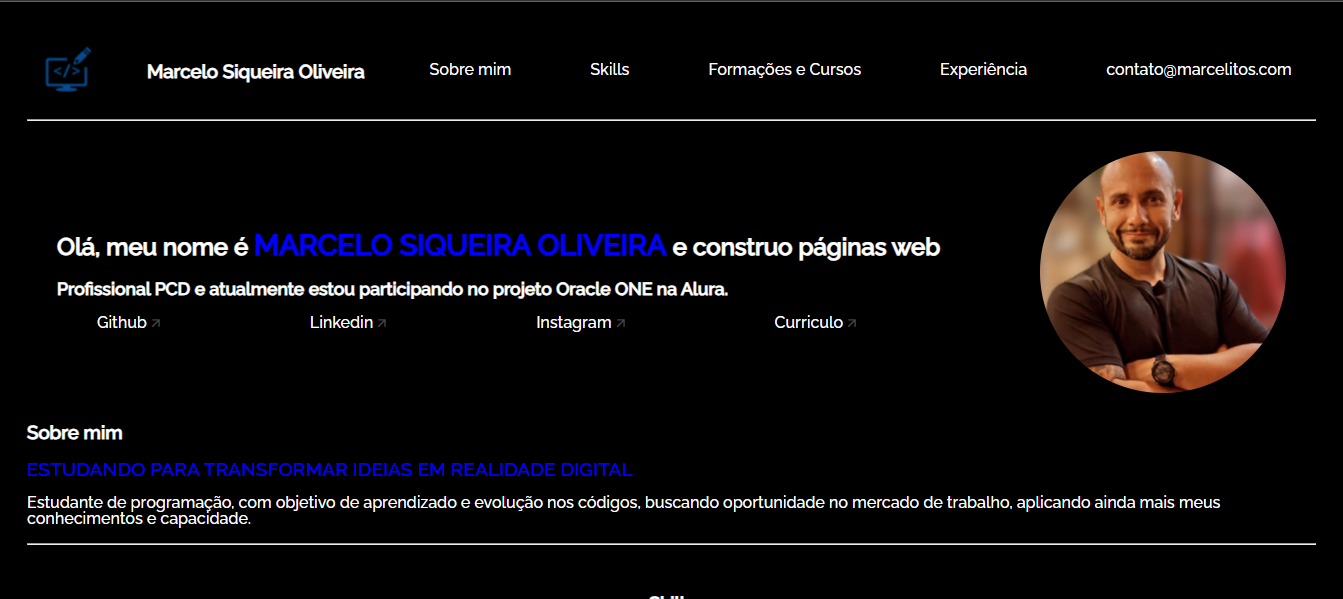 </>
Marcelo Siqueira Oliveira Sobre mim Skills Formações e Cursos Experiência contato@marcelitos.com
Olá, meu nome é MARCELO SIQUEIRA OLIVEIRA e construo páginas web
Profissional PCD e atualmente estou participando no projeto Oracle ONE na Alura.
Github Linkedin Instagram Curriculo
Sobre mim
ESTUDANDO PARA TRANSFORMAR IDEIAS EM REALIDADE DIGITAL
Estudante de programação, com objetivo de aprendizado e evolução nos códigos, buscando oportunidade no mercado de trabalho, aplicando ainda mais meus
conhecimentos e capacidade.